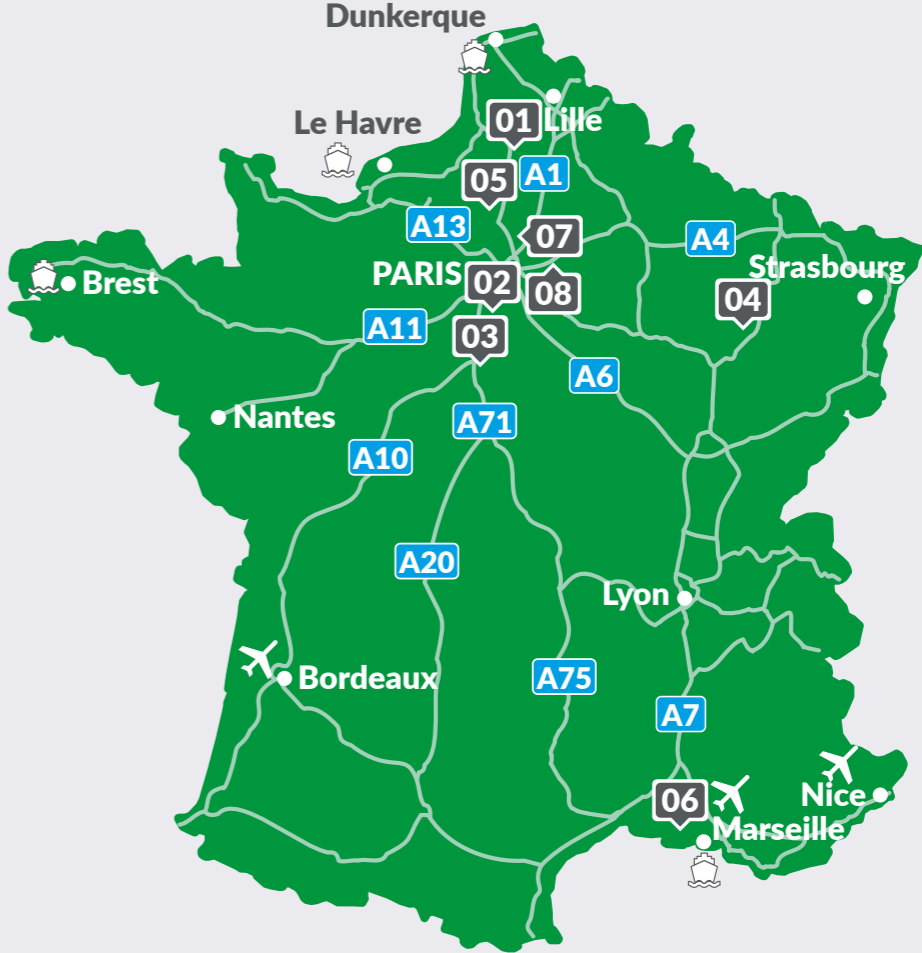 Dunkerque
Le Havre
01
Lille
05
A1
A13
07
A4
PARIS
02
08
Strasbourg
04
Brest
A11
03
A6
Nantes
A71
A10
A20
Lyon
Bordeaux
A75
A7
06
Nice
Marseille